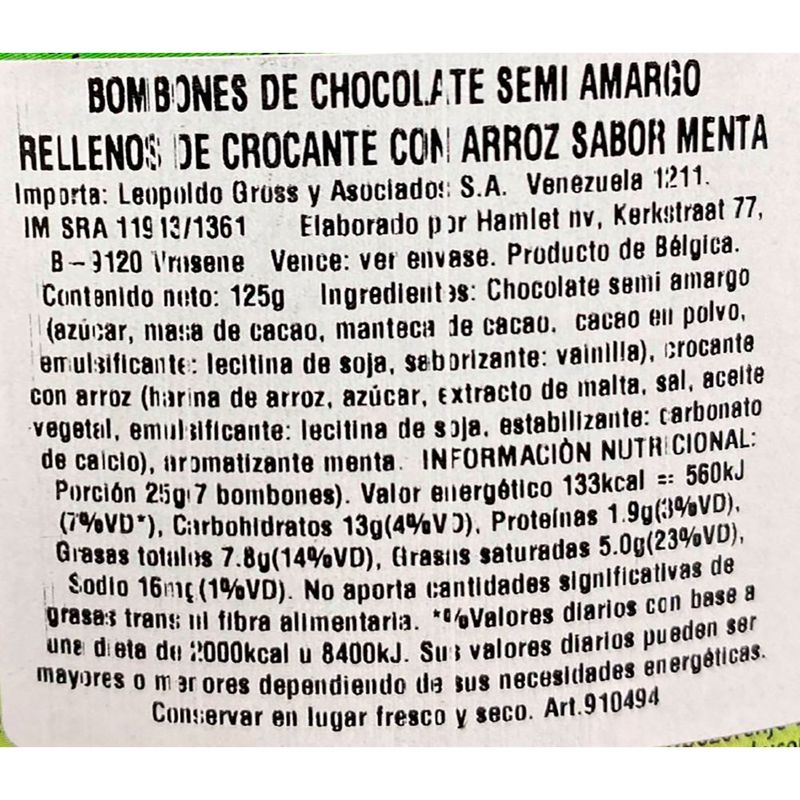 BOMBONES DE CHOCOLATE SEMI AMARGO
RELLENOS DE CROCANTE CON ARROZ SABOR MENTA
Importa: Leopoldo Gross y Asociados S.A. Venezuela 1211.
IM SRA 11913/1361 Elaborado por Hamlet nv, Kerkstraat 77,
B-9120 Vrasene Vence: ver envase. Producto de Bélgica.
Contenido neto: 125g Ingredientes: Chocolate semi amargo
(azúcar, masa de cacao, manteca de cacao, cacao en polvo,
emulsificante: lecitina de soja, saborizante: vainilla), crocante
con arroz (harina de arroz, azúcar, extracto de malta, sal, aceite
vegetal, emulsificante: lecitina de soja, estabilizante: carbonato
de calcio), aromatizante menta. INFORMACIÓN NUTRICIONAL:
Porción 25g(7 bombones). Valor energético 133kcal = 560kJ
(7%VD*), Carbohidratos 13g(4%VD), Proteínas 1.9g(3%VD),
Grasas totales 7.8g(14%VD), Grasas saturadas 5.0g(23%VD),
Sodio 16mg(1%VD). No aporta cantidades significativas de
grasas trans ni fibra alimentaria. *%Valores diarios con base a
una dieta de 2000kcal u 8400kJ. Sus valores diarios pueden ser
mayores o menores dependiendo de sus necesidades energéticas.
Conservar en lugar fresco y seco. Art.910494